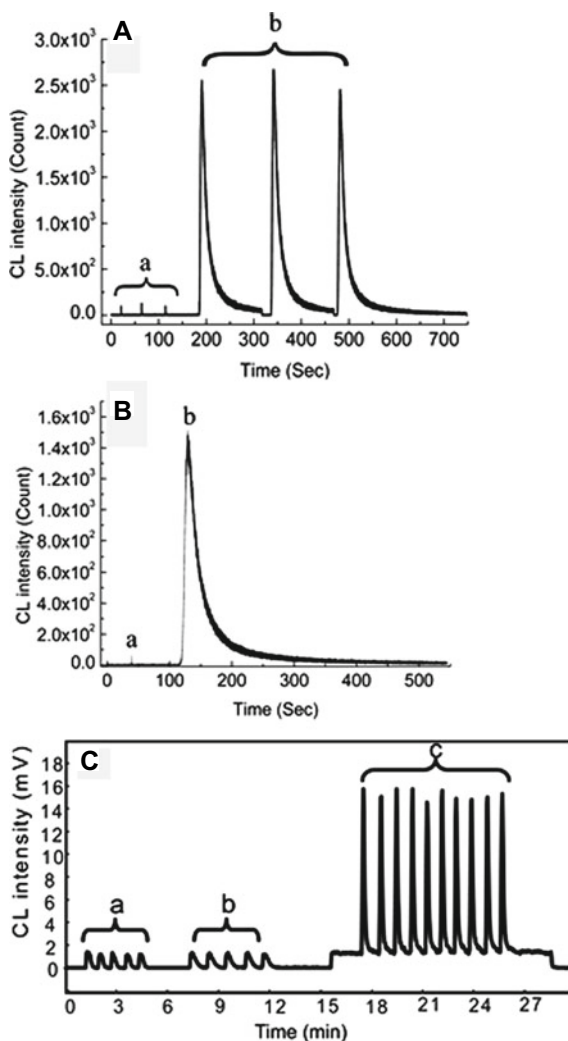 A
b
3.0x10³
2.5x10³
2.0x10³
1.5x10³
1.0x10³
5.0x10²
0.0
CL intensity (Count)
a
0 100 200 300 400 500 600 700
Time (Sec)
B
b
1.6x10³
1.4x10³
1.2x10³
1.0x10³
8.0x10²
6.0x10²
4.0x10²
2.0x10²
0.0
CL intensity (Count)
a
0 100 200 300 400 500
Time (Sec)
C
c
18
16
14
12
10
8
6
4
2
0
CL intensity (mV)
a b
0 3 6 9 12 15 18 21 24 27
Time (min)